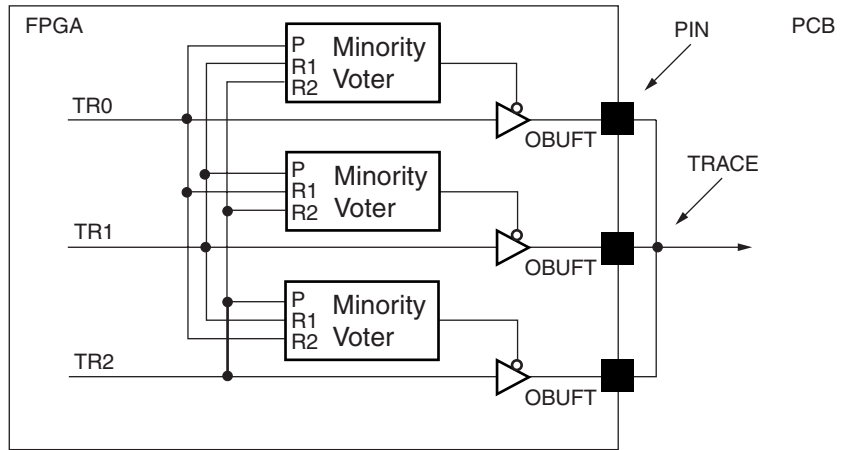 FPGA
PCB
PIN
TRACE
P
R1
R2
Minority
Voter
TR0
OBUFT
P
R1
R2
Minority
Voter
TR1
OBUFT
P
R1
R2
Minority
Voter
TR2
OBUFT